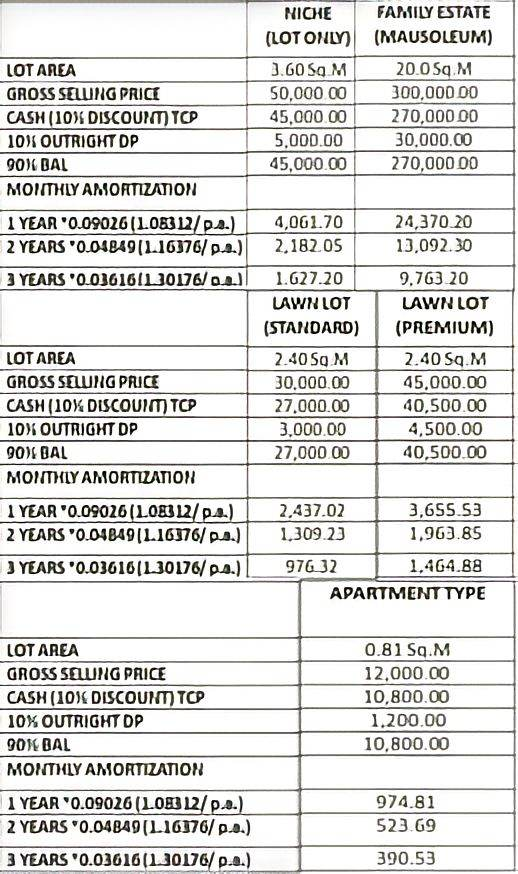 NICHE (LOT ONLY) FAMILY ESTATE (MAUSOLEUM)
LOT AREA 3.60 Sq.M 20.0 Sq.M
GROSS SELLING PRICE 50,000.00 300,000.00
CASH (10% DISCOUNT) TCP 45,000.00 270,000.00
10% OUTRIGHT DP 5,000.00 30,000.00
90% BAL 45,000.00 270,000.00
MONTHLY AMORTIZATION
1 YEAR *0.09026 (1.08312/ p.a.) 4,061.70 24,370.20
2 YEARS *0.04849 (1.16376/ p.a.) 2,182.05 13,092.30
3 YEARS *0.03616 (1.30176/ p.a.) 1.627.20 9,763.20
LAWN LOT (STANDARD) LAWN LOT (PREMIUM)
LOT AREA 2.40 Sq.M 2.40 Sq.M
GROSS SELLING PRICE 30,000.00 45,000.00
CASH (10% DISCOUNT) TCP 27,000.00 40,500.00
10% OUTRIGHT DP 3,000.00 4,500.00
90% BAL 27,000.00 40,500.00
MONTHLY AMORTIZATION
1 YEAR *0.09026 (1.08312/ p.a.) 2,437.02 3,655.53
2 YEARS *0.04849 (1.16376/ p.a.) 1,309.23 1,963.85
3 YEARS *0.03616 (1.30176/ p.a.) 976.32 1,464.88
APARTMENT TYPE
LOT AREA 0.81 Sq.M
GROSS SELLING PRICE 12,000.00
CASH (10% DISCOUNT) TCP 10,800.00
10% OUTRIGHT DP 1,200.00
90% BAL 10,800.00
MONTHLY AMORTIZATION
1 YEAR *0.09026 (1.08312/ p.a.) 974.81
2 YEARS *0.04849 (1.16376/ p.a.) 523.69
3 YEARS *0.03616 (1.30176/ p.a.) 390.53